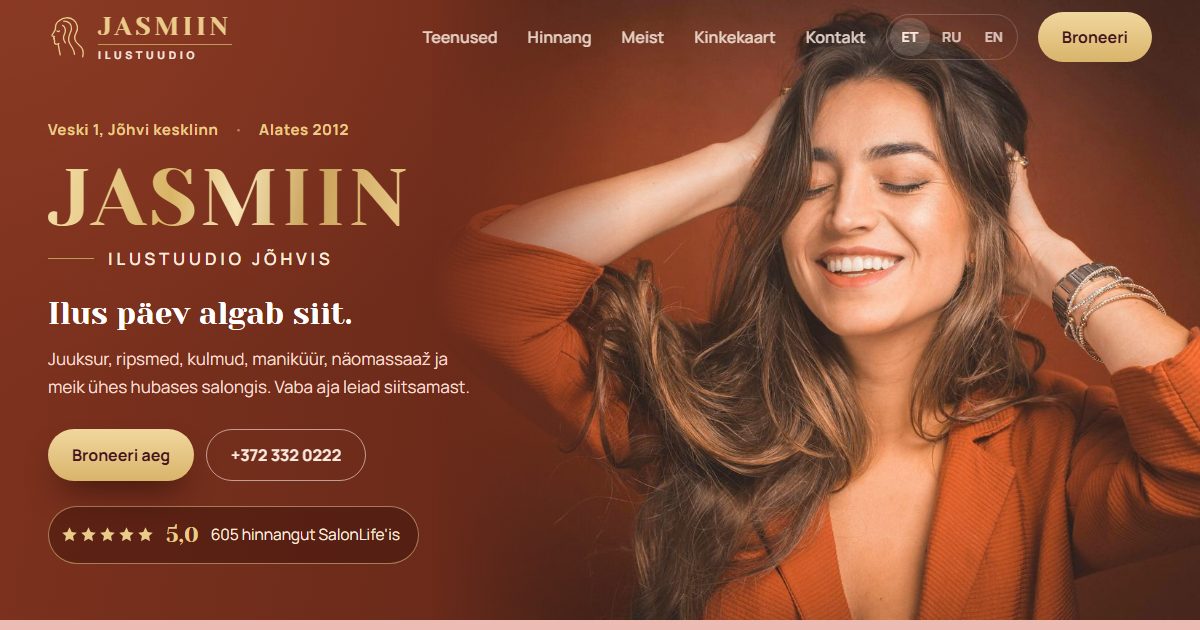 JASMIIN
ILUSTUUDIO
Teenused Hinnang Meist Kinkekaart Kontakt ET RU EN Broneeri
Veski 1, Jõhvi kesklinn · Alates 2012
JASMIIN
ILUSTUUDIO JÕHVIS
Ilus päev algab siit.
Juuksur, ripsmed, kulmud, maniküür, näomassaaž ja
meik ühes hubases salongis. Vaba aja leiad siitsamast.
Broneeri aeg +372 332 0222
★★★★★ 5,0 605 hinnangut SalonLife'is